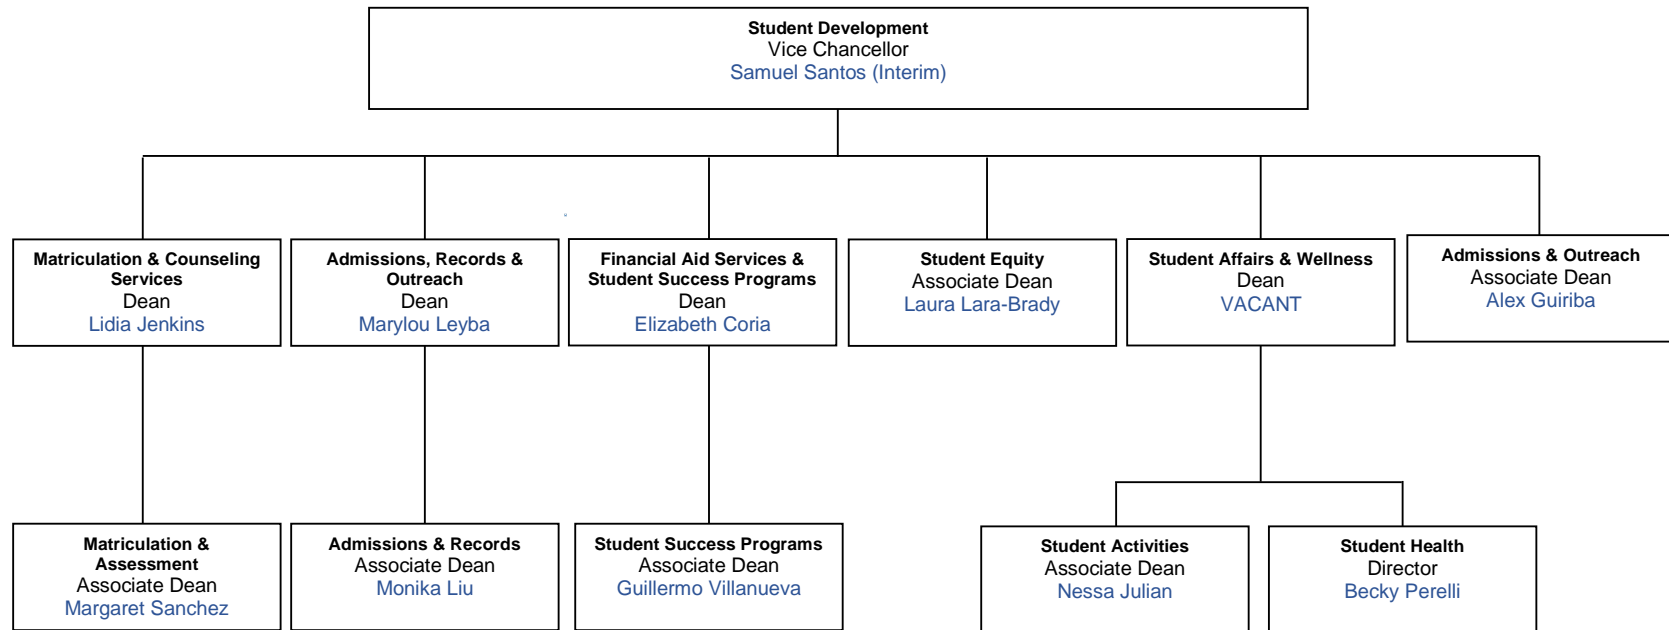 Student Development
Vice Chancellor
Samuel Santos (Interim)
Matriculation & Counseling
Services
Dean
Lidia Jenkins
Admissions, Records &
Outreach
Dean
Marylou Leyba
Financial Aid Services &
Student Success Programs
Dean
Elizabeth Coria
Student Equity
Associate Dean
Laura Lara-Brady
Student Affairs & Wellness
Dean
VACANT
Admissions & Outreach
Associate Dean
Alex Guiriba
Matriculation &
Assessment
Associate Dean
Margaret Sanchez
Admissions & Records
Associate Dean
Monika Liu
Student Success Programs
Associate Dean
Guillermo Villanueva
Student Activities
Associate Dean
Nessa Julian
Student Health
Director
Becky Perelli